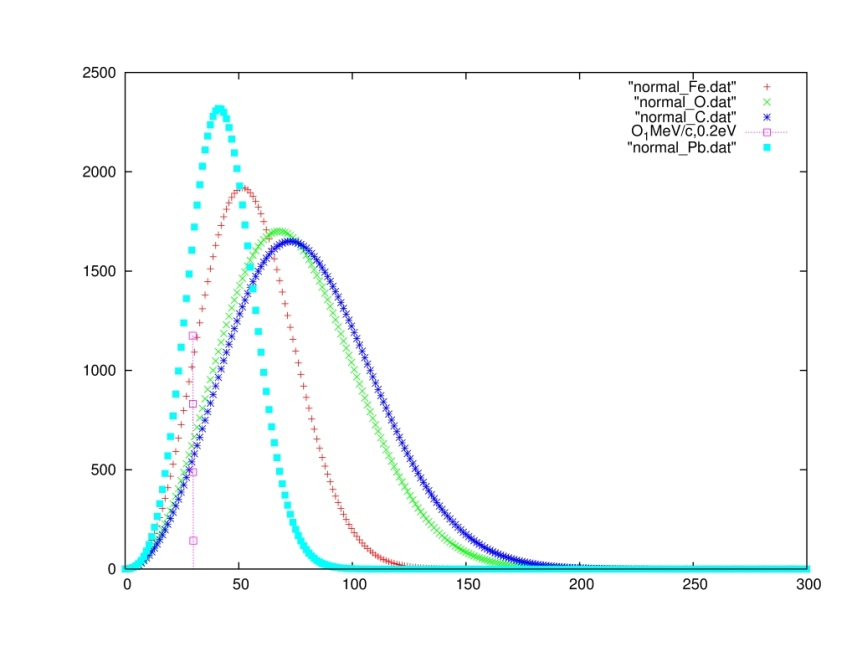 2500
"normal_Fe.dat"
"normal_O.dat"
"normal_C.dat"
O1MeV/c,0.2eV
"normal_Pb.dat"
2000
1500
1000
500
0
0 50 100 150 200 250 300